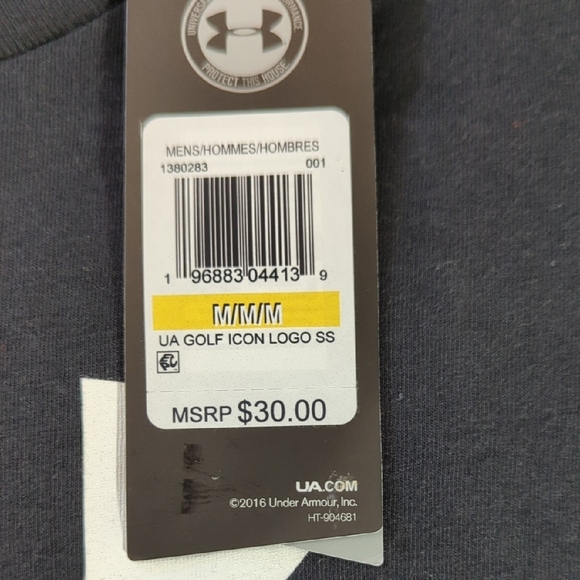 PROTECT THIS HOUSE
MENS/HOMMES/HOMBRES
1380283 001
1 96883 04413 9
M/M/M
UA GOLF ICON LOGO SS
MSRP $30.00
UA.COM
©2016 Under Armour, Inc.
HT-904681